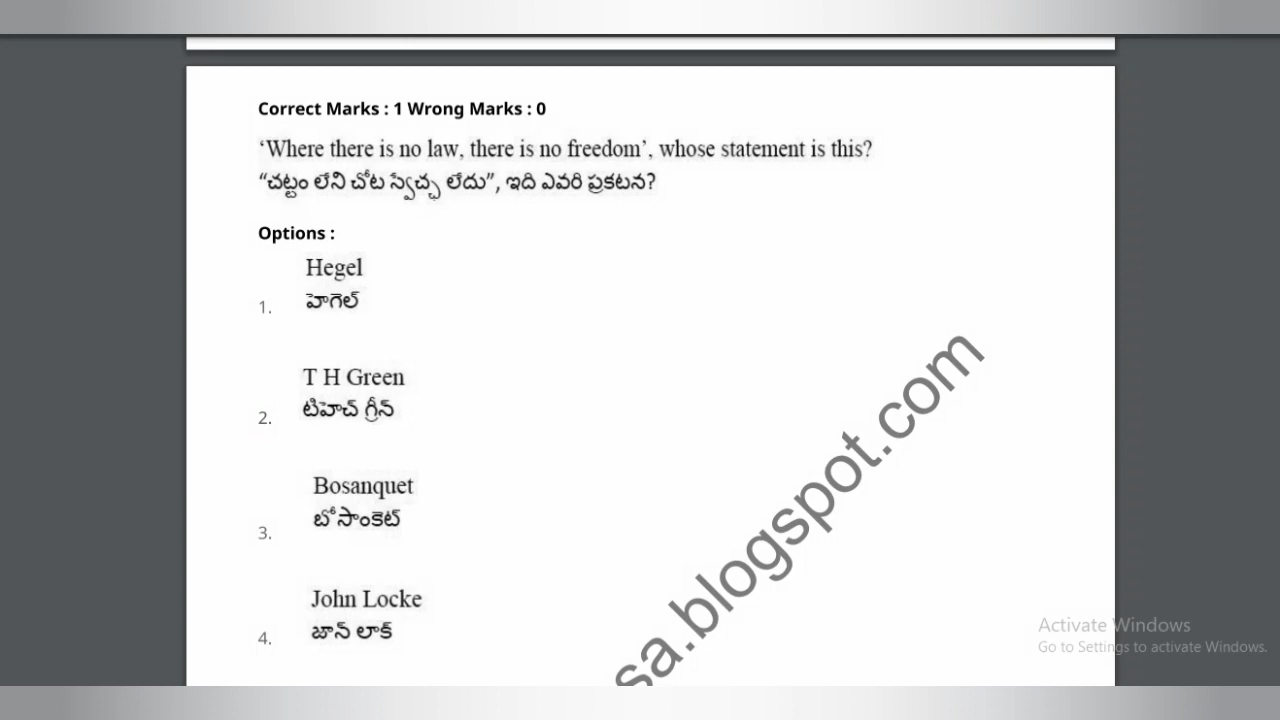 Correct Marks : 1 Wrong Marks : 0
‘Where there is no law, there is no freedom’, whose statement is this?
“చట్టం లేని చోట స్వేచ్ఛ లేదు”, ఇది ఎవరి ప్రకటన?
Options :
Hegel
1. హెగెల్
T H Green
2. టిహెచ్ గ్రీన్
Bosanquet
3. బోసాంకెట్
John Locke
4. జాన్ లాక్
sa.blogspot.com
Activate Windows
Go to Settings to activate Windows.